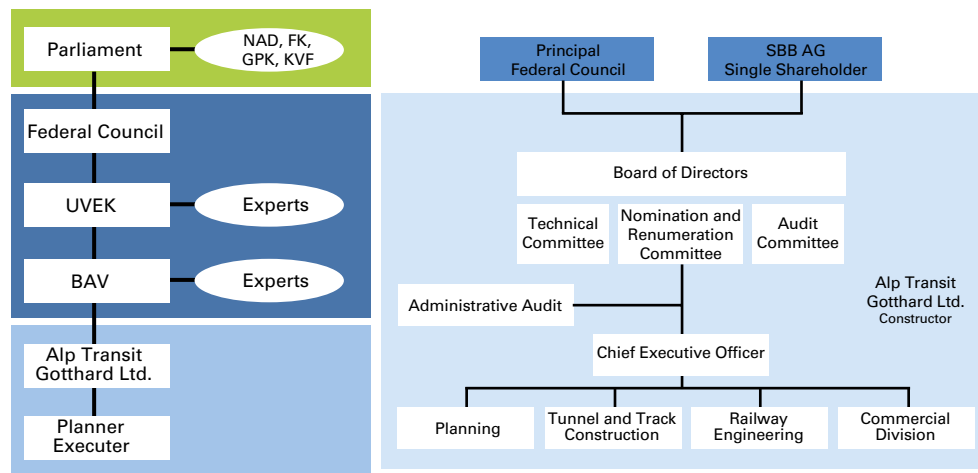 Parliament
NAD, FK,
GPK, KVF
Federal Council
UVEK
Experts
BAV
Experts
Alp Transit
Gotthard Ltd.
Planner
Executer
Principal
Federal Council
SBB AG
Single Shareholder
Board of Directors
Technical
Committee
Nomination and
Renumeration
Committee
Audit
Committee
Administrative Audit
Alp Transit
Gotthard Ltd.
Constructor
Chief Executive Officer
Planning
Tunnel and Track
Construction
Railway
Engineering
Commercial
Division